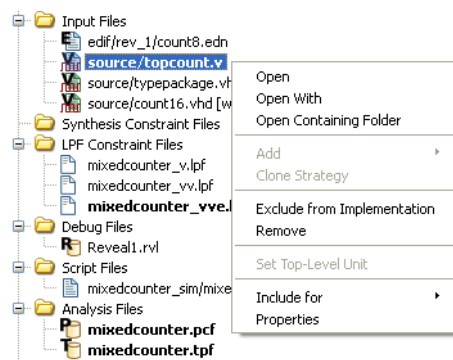 Input Files
edif/rev_1/count8.edn
source/topcount.v
source/typepackage.vh
source/count16.vhd [w
Synthesis Constraint Files
LPF Constraint Files
mixedcounter_v.lpf
mixedcounter_vv.lpf
mixedcounter_vve.l
Debug Files
Reveal1.rvl
Script Files
mixedcounter_sim/mixe
Analysis Files
mixedcounter.pcf
mixedcounter.tpf
Open
Open With
Open Containing Folder
Add
Clone Strategy
Exclude from Implementation
Remove
Set Top-Level Unit
Include for
Properties